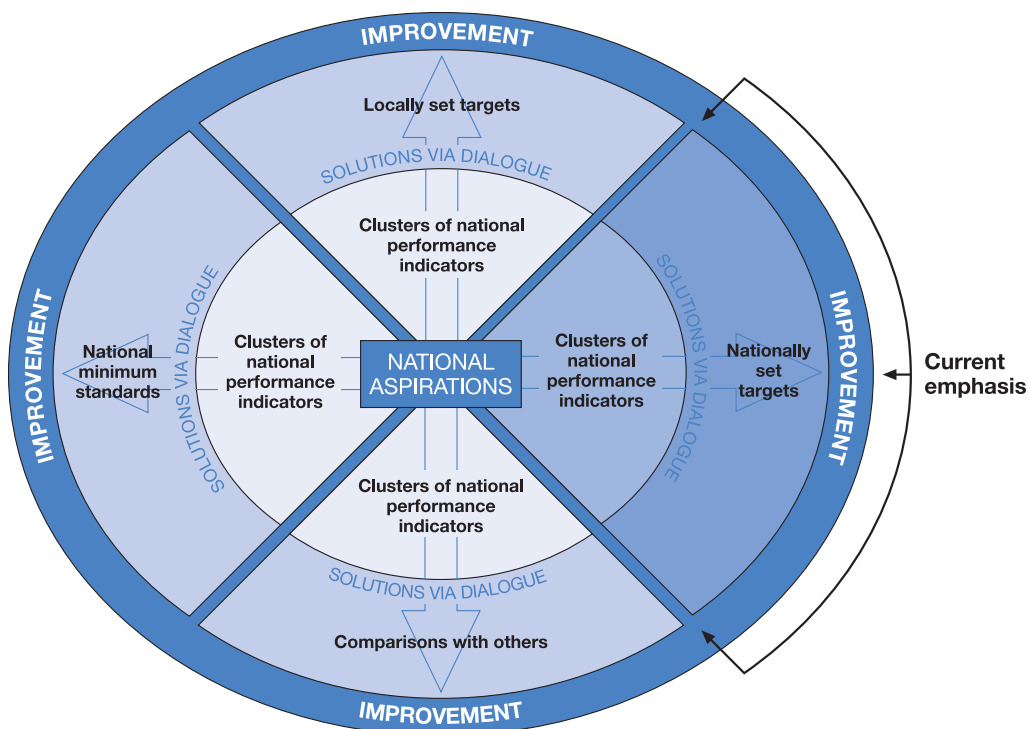 IMPROVEMENT
Locally set targets
SOLUTIONS VIA DIALOGUE
Clusters of national
performance
indicators
IMPROVEMENT
National
minimum
standards
SOLUTIONS VIA DIALOGUE
Clusters of
national
performance
indicators
NATIONAL
ASPIRATIONS
Clusters of
national
performance
indicators
SOLUTIONS VIA DIALOGUE
Nationally
set
targets
IMPROVEMENT
Current
emphasis
Clusters of national
performance
indicators
SOLUTIONS VIA DIALOGUE
Comparisons with others
IMPROVEMENT